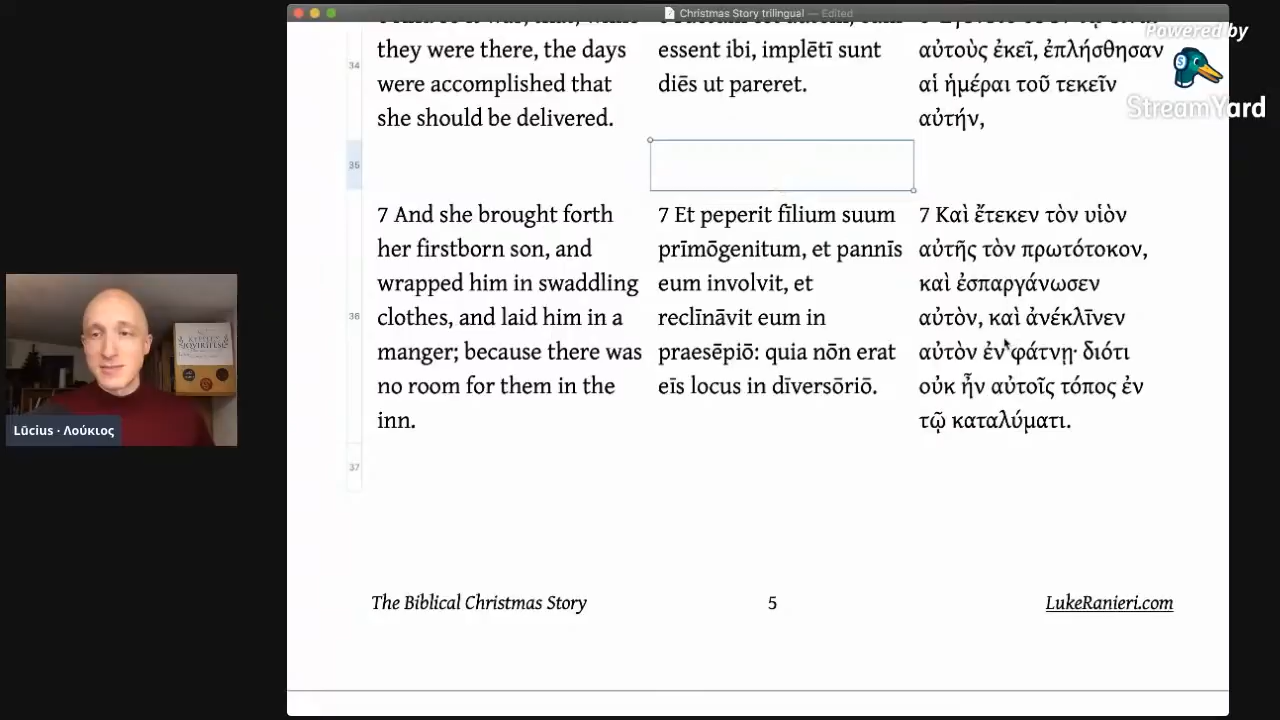 Christmas Story trilingual — Edited
Powered by
StreamYard
they were there, the days
were accomplished that
she should be delivered.
essent ibi, implētī sunt
diēs ut pareret.
αὐτοὺς ἐκεῖ, ἐπλήσθησαν
αἱ ἡμέραι τοῦ τεκεῖν
αὐτήν,
34
35
36
37
7 And she brought forth
her firstborn son, and
wrapped him in swaddling
clothes, and laid him in a
manger; because there was
no room for them in the
inn.
7 Et peperit fīlium suum
prīmōgenitum, et pannīs
eum involvit, et
reclīnāvit eum in
praesēpiō: quia nōn erat
eīs locus in dīversōriō.
7 Καὶ ἔτεκεν τὸν υἱὸν
αὐτῆς τὸν πρωτότοκον,
καὶ ἐσπαργάνωσεν
αὐτόν, καὶ ἀνέκλῑνεν
αὐτὸν ἐν φάτνῃ· διότι
οὐκ ἦν αὐτοῖς τόπος ἐν
τῷ καταλύματι.
Lūcius · Λούκιος
The Biblical Christmas Story
5
LukeRanieri.com